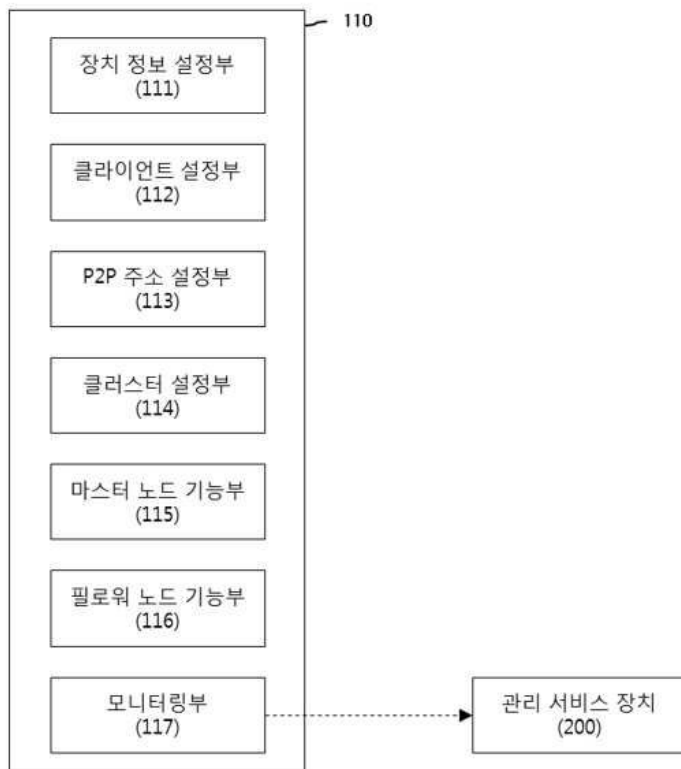 110
장치 정보 설정부
(111)
클라이언트 설정부
(112)
P2P 주소 설정부
(113)
클러스터 설정부
(114)
마스터 노드 기능부
(115)
필로워 노드 기능부
(116)
모니터링부
(117)
관리 서비스 장치
(200)